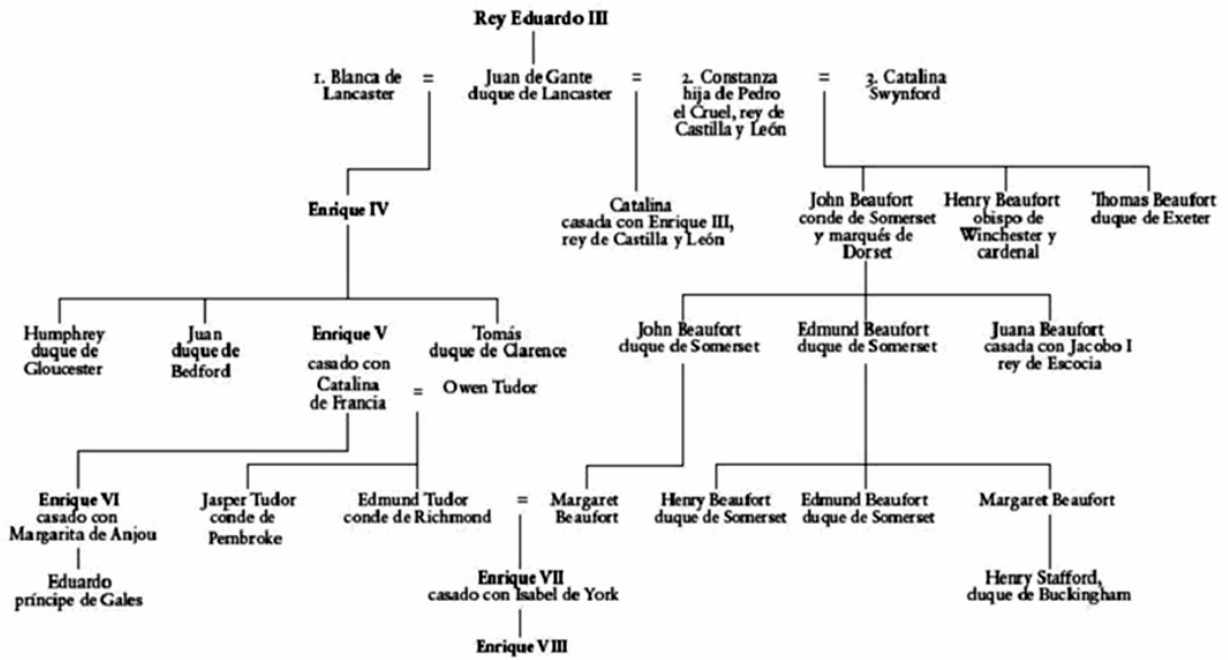 Rey Eduardo III
1. Blanca de
Lancaster
=
Juan de Gante
duque de Lancaster
=
2. Constanza
hija de Pedro
el Cruel, rey de
Castilla y León
=
3. Catalina
Swynford
Enrique IV
Catalina
casada con Enrique III,
rey de Castilla y León
John Beaufort
conde de Somerset
y marqués de
Dorset
Henry Beaufort
obispo de
Winchester y
cardenal
Thomas Beaufort
duque de Exeter
Humphrey
duque de
Gloucester
Juan
duque de
Bedford
Enrique V
casado con
Catalina
de Francia
=
Owen Tudor
Tomás
duque de Clarence
John Beaufort
duque de Somerset
Edmund Beaufort
duque de Somerset
Juana Beaufort
casada con Jacobo I
rey de Escocia
Enrique VI
casado con
Margarita de Anjou
Jasper Tudor
conde de
Pembroke
Edmund Tudor
conde de Richmond
=
Margaret
Beaufort
Henry Beaufort
duque de Somerset
Edmund Beaufort
duque de Somerset
Margaret Beaufort
Eduardo
príncipe de Gales
Enrique VII
casado con Isabel de York
Henry Stafford,
duque de Buckingham
Enrique VIII